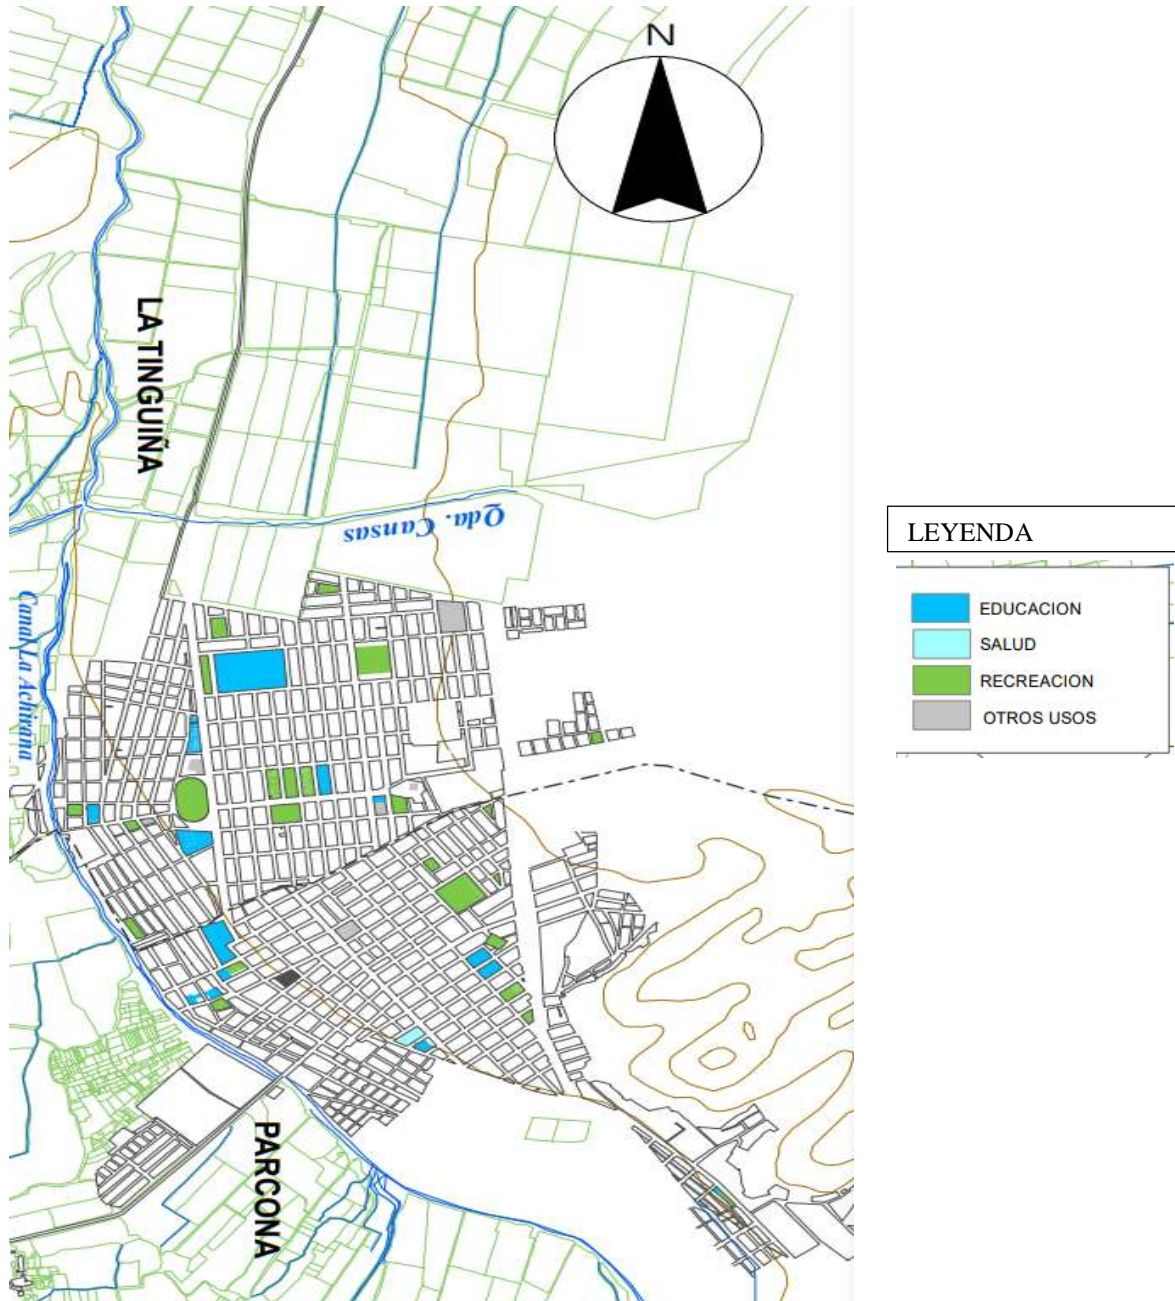 N
LA TINGUIÑA
Qda. Cansas
Canal La Achirana
PARCONA
LEYENDA
EDUCACION
SALUD
RECREACION
OTROS USOS